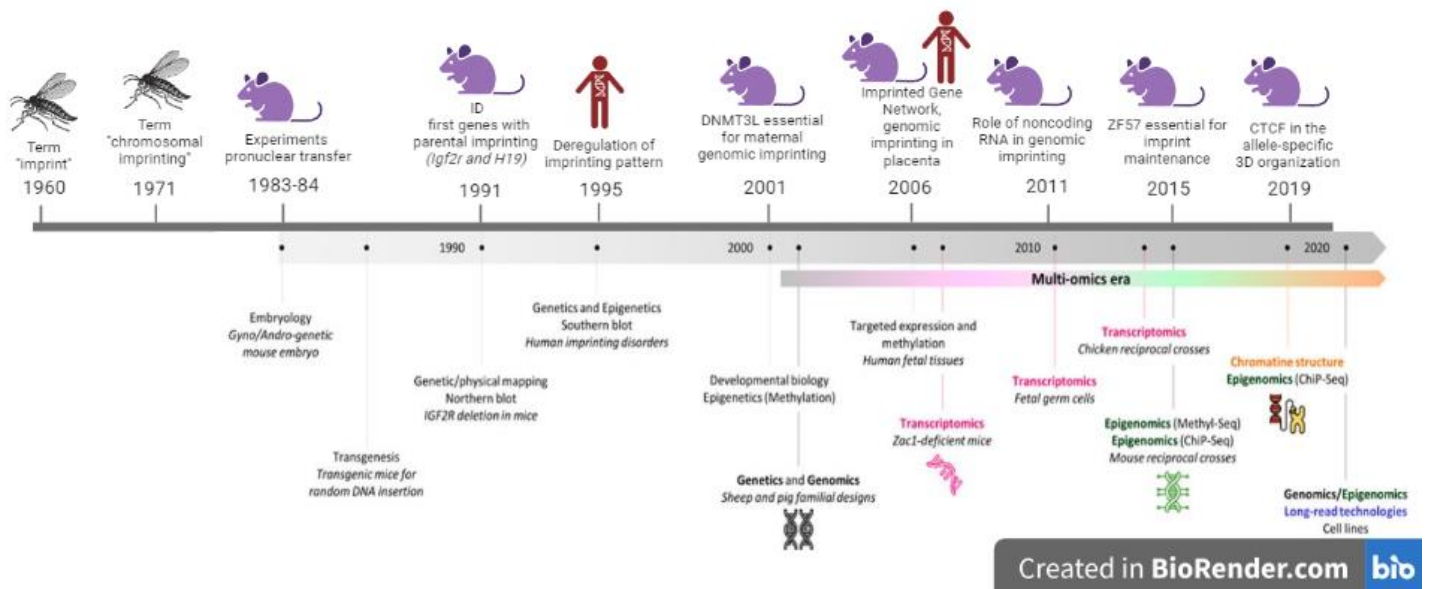 Term
"imprint"
1960
Term
"chromosomal
imprinting"
1971
Experiments
pronuclear transfer
1983-84
ID
first genes with
parental imprinting
(Igf2r and H19)
1991
Deregulation of
imprinting pattern
1995
DNMT3L essential
for maternal
genomic imprinting
2001
Imprinted Gene
Network,
genomic
imprinting in
placenta
2006
Role of noncoding
RNA in genomic
imprinting
2011
ZF57 essential for
imprint
maintenance
2015
CTCF in the
allele-specific
3D organization
2019
1990
2000
2010
2020
Multi-omics era
Embryology
Gyno/Andro-genetic
mouse embryo
Transgenesis
Transgenic mice for
random DNA insertion
Genetic/physical mapping
Northern blot
IGF2R deletion in mice
Genetics and Epigenetics
Southern blot
Human imprinting disorders
Developmental biology
Epigenetics (Methylation)
Genetics and Genomics
Sheep and pig familial designs
Targeted expression and
methylation
Human fetal tissues
Transcriptomics
Zac1-deficient mice
Transcriptomics
Fetal germ cells
Transcriptomics
Chicken reciprocal crosses
Epigenomics (Methyl-Seq)
Epigenomics (ChiP-Seq)
Mouse reciprocal crosses
Chromatine structure
Epigenomics (ChiP-Seq)
Genomics/Epigenomics
Long-read technologies
Cell lines
Created in BioRender.com bio